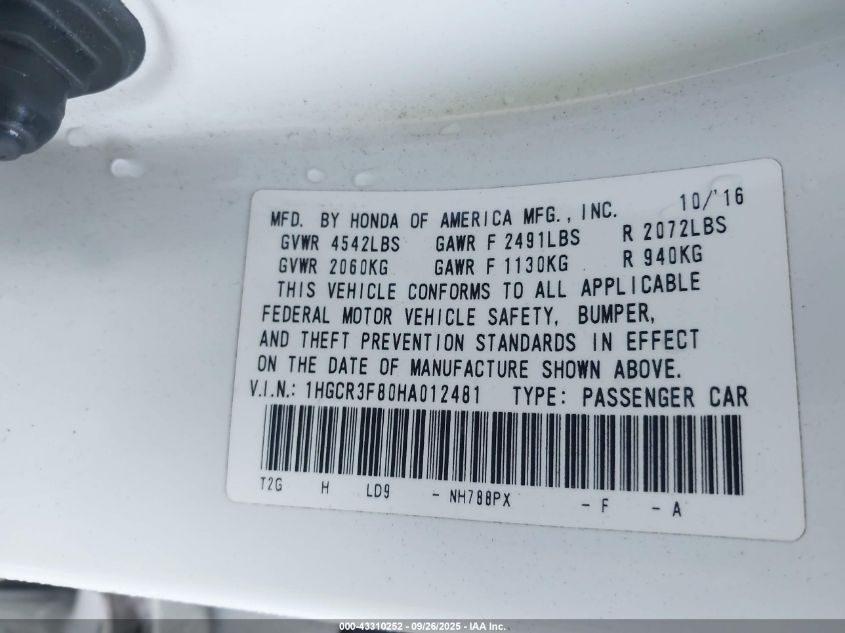 MFD. BY HONDA OF AMERICA MFG., INC. 10/'16
GVWR 4542LBS GAWR F 2491LBS R 2072LBS
GVWR 2060KG GAWR F 1130KG R 940KG
THIS VEHICLE CONFORMS TO ALL APPLICABLE
FEDERAL MOTOR VEHICLE SAFETY, BUMPER,
AND THEFT PREVENTION STANDARDS IN EFFECT
ON THE DATE OF MANUFACTURE SHOWN ABOVE.
V.I.N.: 1HGCR3F80HA012481 TYPE: PASSENGER CAR
T2G H LD9 - NH788PX - F - A
000-43310252 - 09/26/2025 - IAA Inc.